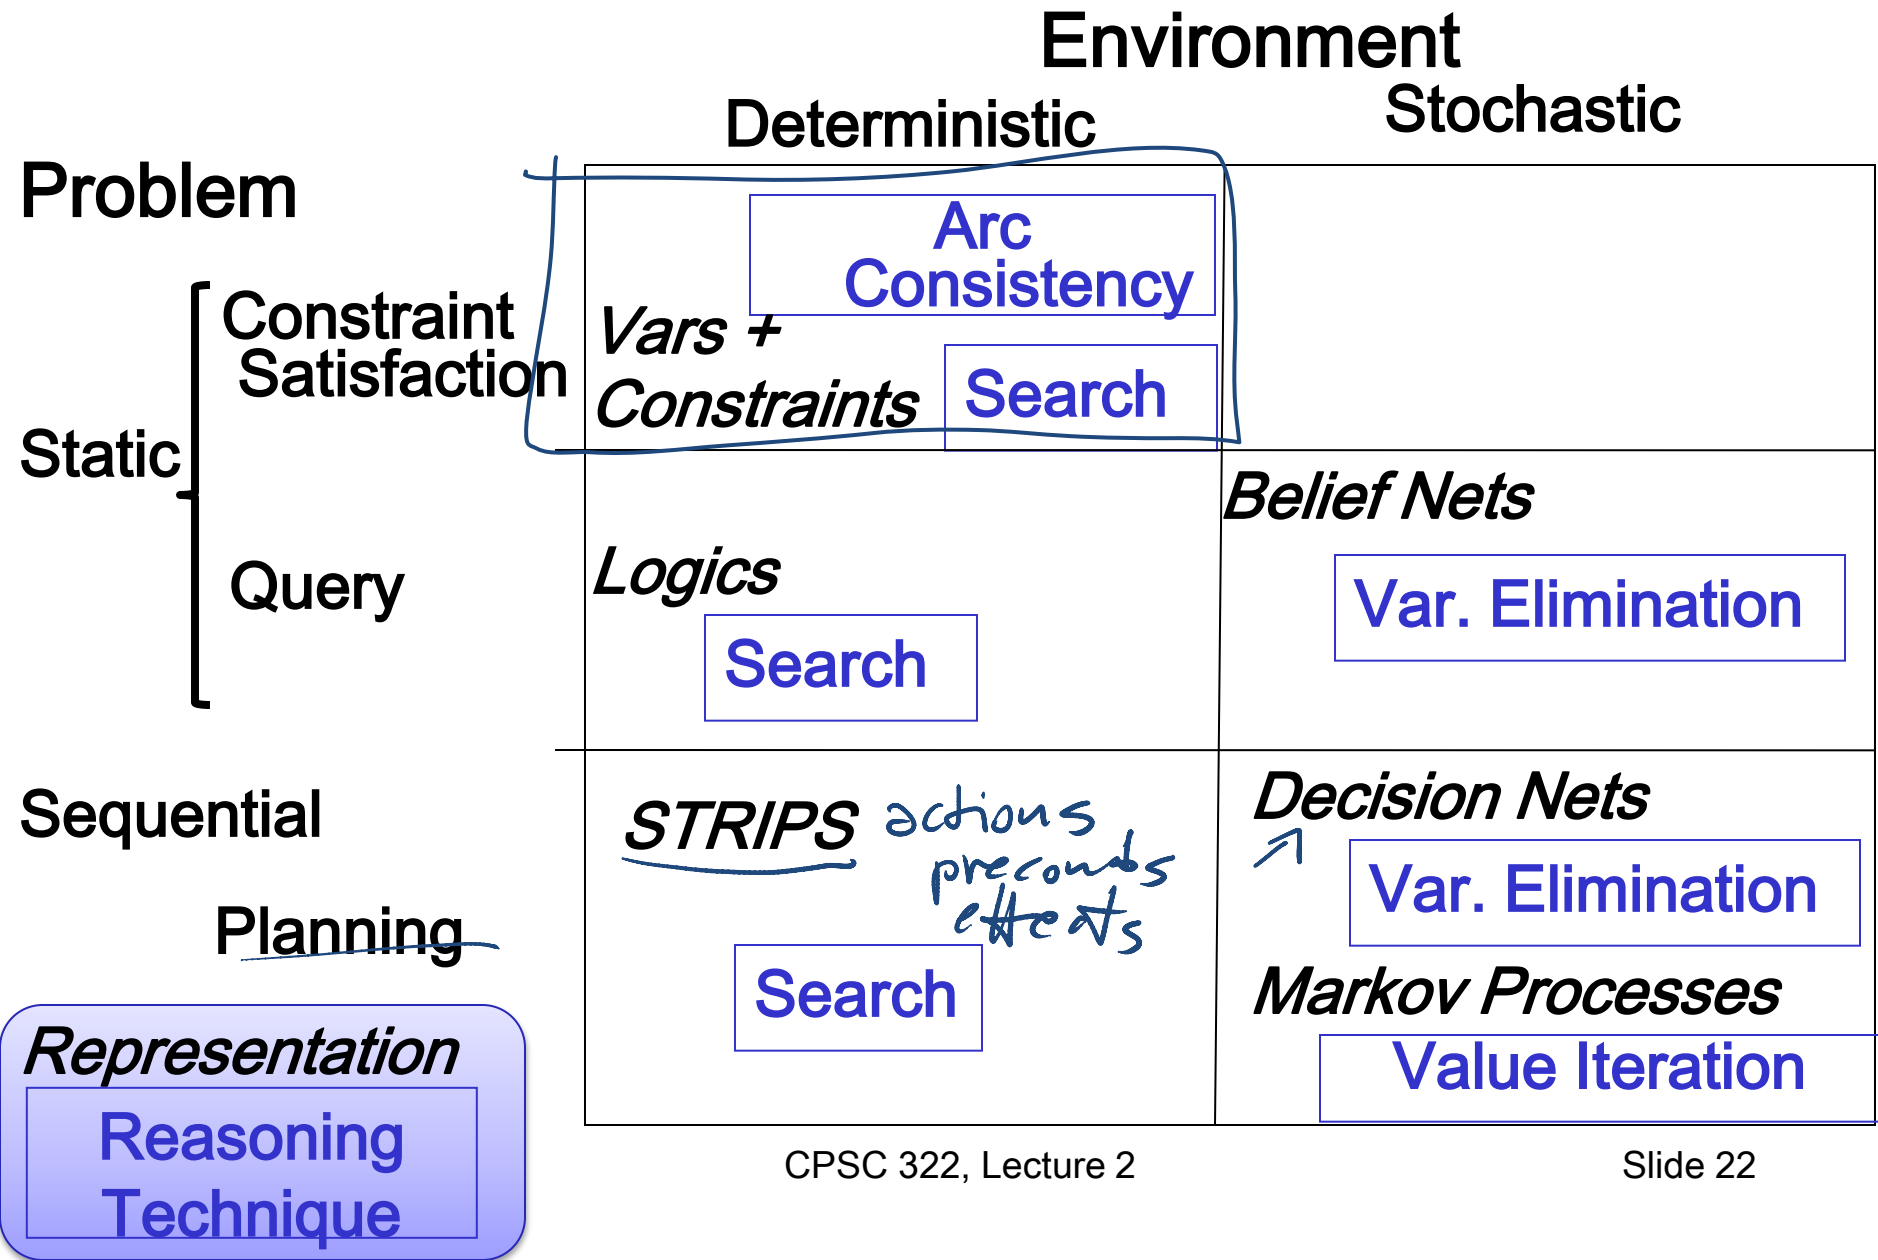 Environment
Deterministic
Stochastic
Problem
Arc
Consistency
Constraint
Satisfaction
Vars +
Constraints
Search
Static
Belief Nets
Query
Logics
Var. Elimination
Search
Sequential
STRIPS actions
preconds
effects
Decision Nets
Var. Elimination
Planning
Search
Markov Processes
Value Iteration
Representation
Reasoning
Technique
CPSC 322, Lecture 2
Slide 22